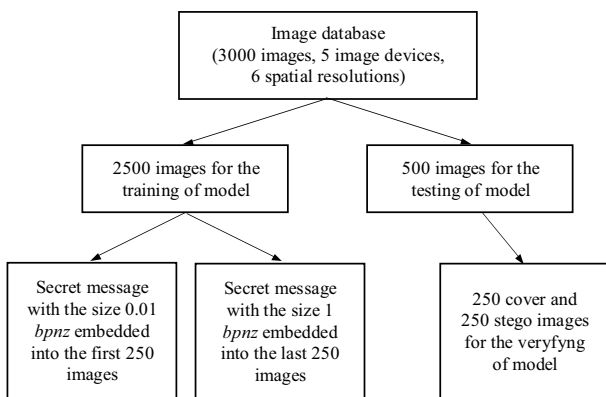 Image database
(3000 images, 5 image devices,
6 spatial resolutions)
2500 images for the
training of model
500 images for the
testing of model
Secret message
with the size 0.01
bpnz embedded
into the first 250
images
Secret message
with the size 1
bpnz embedded
into the last 250
images
250 cover and
250 stego images
for the veryfyng
of model